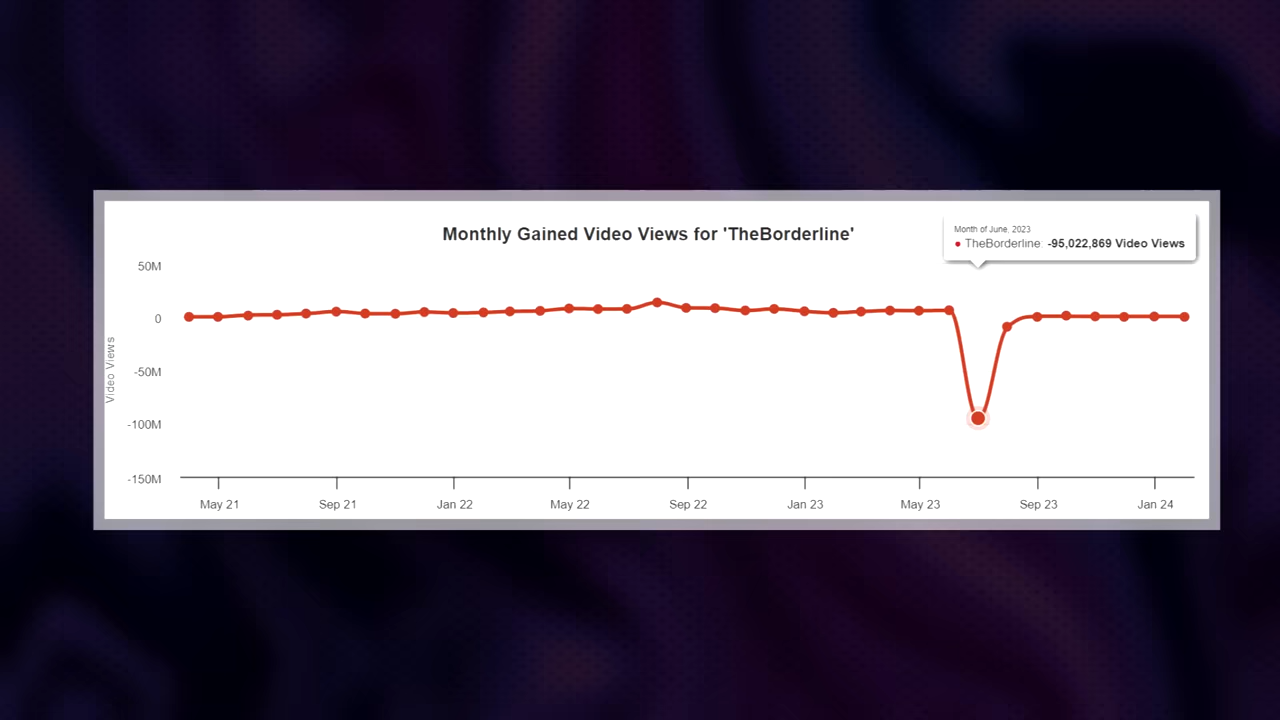 Monthly Gained Video Views for 'TheBorderline'
Month of June, 2023
● TheBorderline: -95,022,869 Video Views
50M
0
-50M
-100M
-150M
Video Views
May 21 Sep 21 Jan 22 May 22 Sep 22 Jan 23 May 23 Sep 23 Jan 24